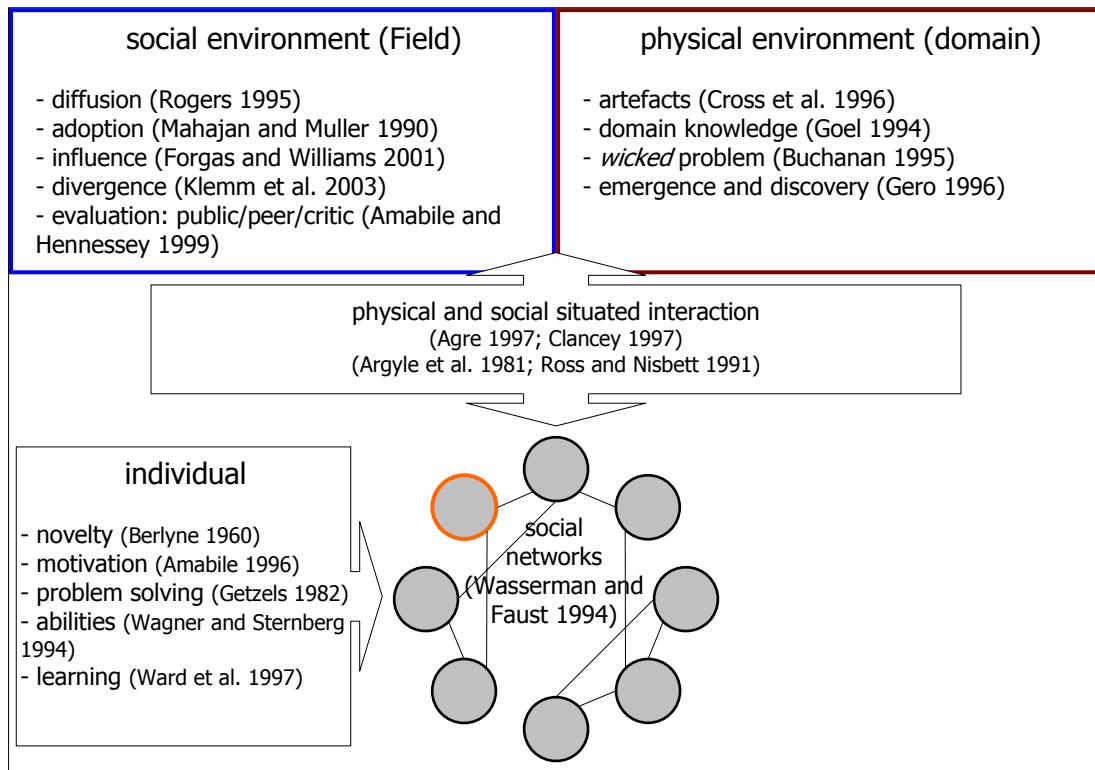 social environment (Field)
- diffusion (Rogers 1995)
- adoption (Mahajan and Muller 1990)
- influence (Forgas and Williams 2001)
- divergence (Klemm et al. 2003)
- evaluation: public/peer/critic (Amabile and
Hennessey 1999)
physical environment (domain)
- artefacts (Cross et al. 1996)
- domain knowledge (Goel 1994)
- wicked problem (Buchanan 1995)
- emergence and discovery (Gero 1996)
physical and social situated interaction
(Agre 1997; Clancey 1997)
(Argyle et al. 1981; Ross and Nisbett 1991)
individual
- novelty (Berlyne 1960)
- motivation (Amabile 1996)
- problem solving (Getzels 1982)
- abilities (Wagner and Sternberg
1994)
- learning (Ward et al. 1997)
social
networks
(Wasserman and
Faust 1994)